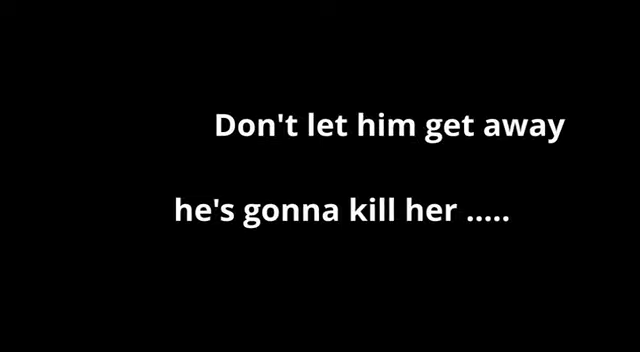 Don't let him get away
he's gonna kill her .....